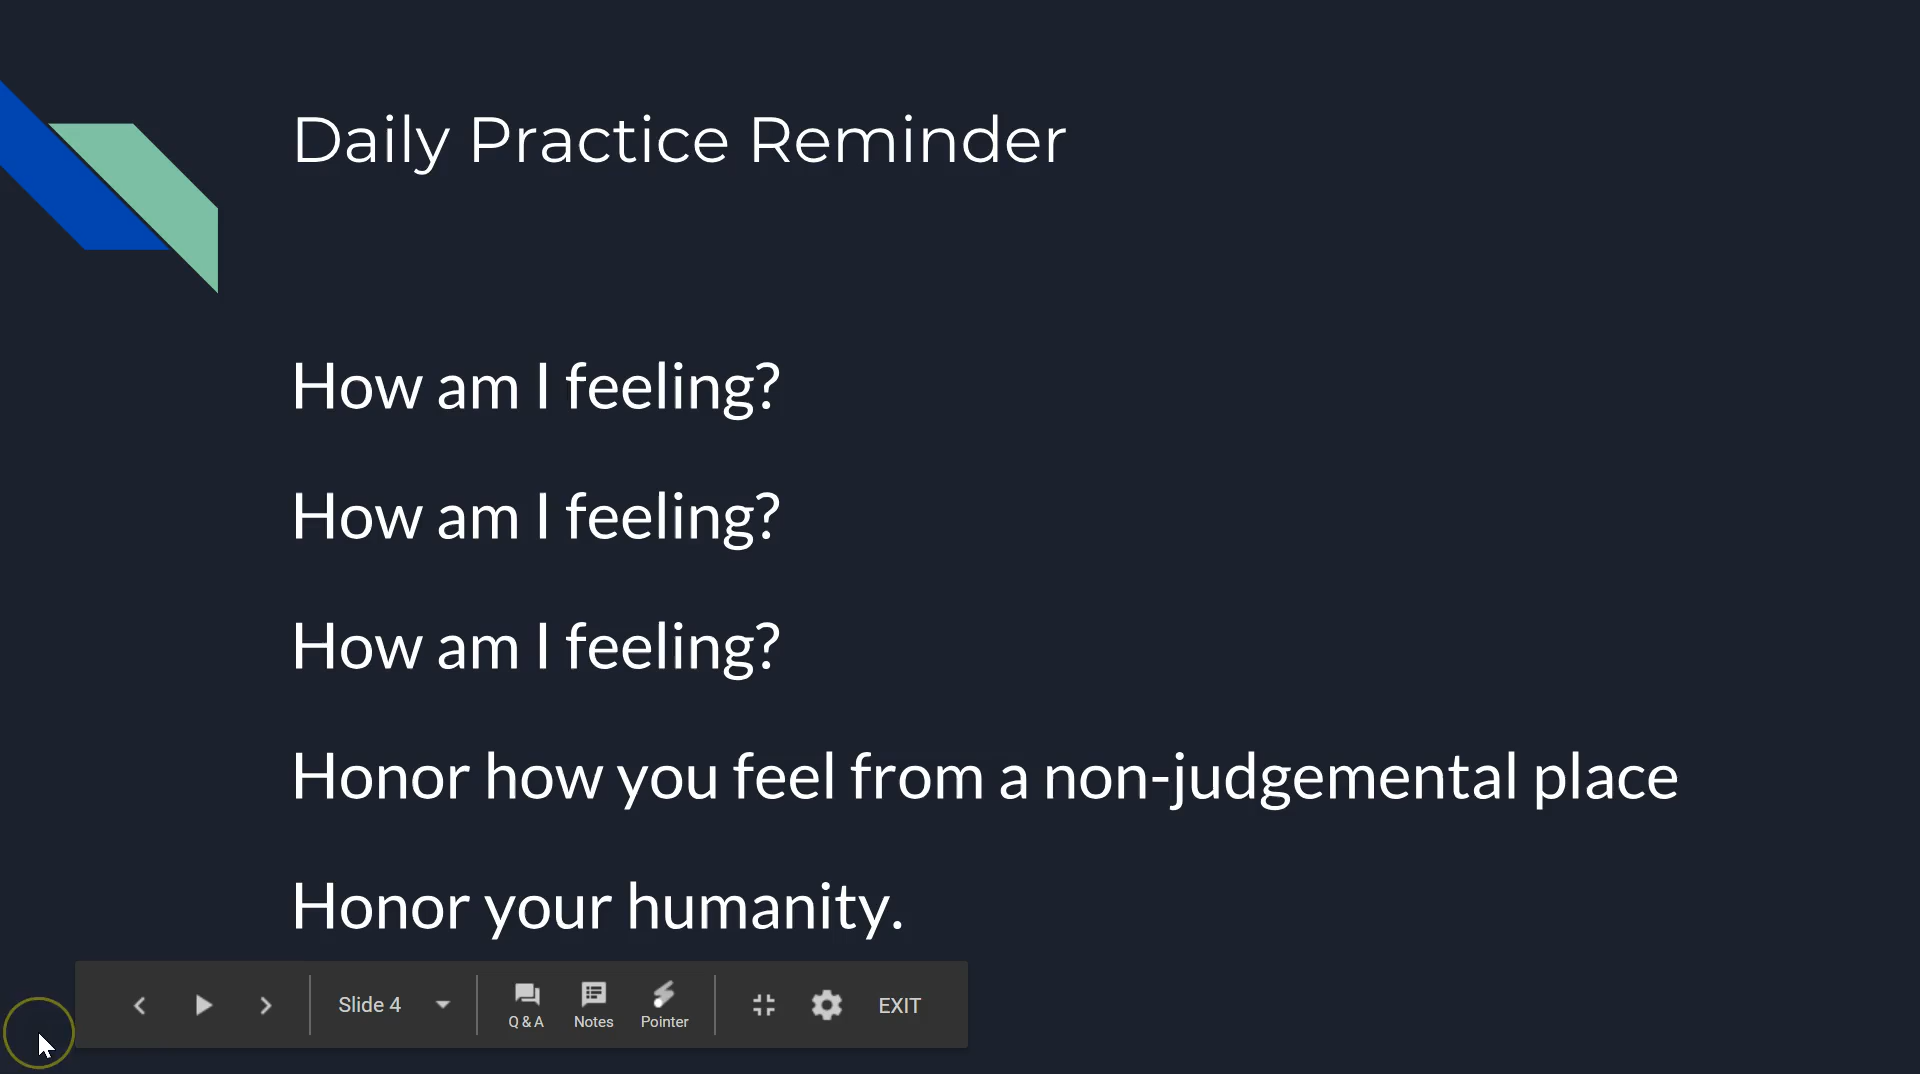 Daily Practice Reminder
How am I feeling?
How am I feeling?
How am I feeling?
Honor how you feel from a non-judgemental place
Honor your humanity.
Slide 4
Q & A
Notes
Pointer
EXIT